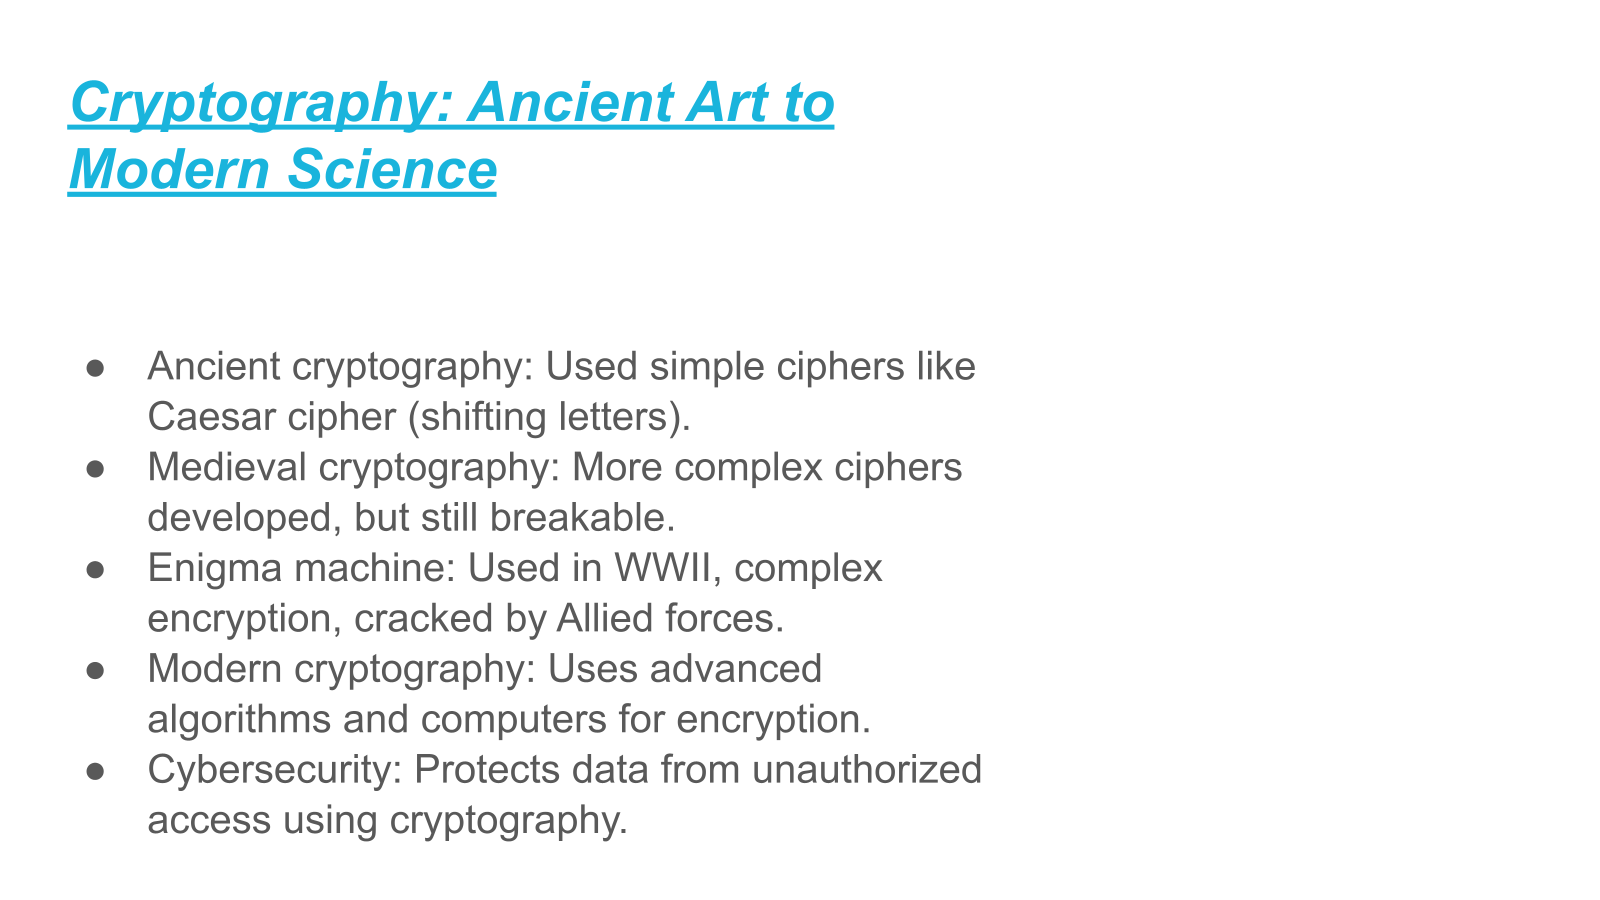 Cryptography: Ancient Art to
Modern Science
● Ancient cryptography: Used simple ciphers like
Caesar cipher (shifting letters).
● Medieval cryptography: More complex ciphers
developed, but still breakable.
● Enigma machine: Used in WWII, complex
encryption, cracked by Allied forces.
● Modern cryptography: Uses advanced
algorithms and computers for encryption.
● Cybersecurity: Protects data from unauthorized
access using cryptography.